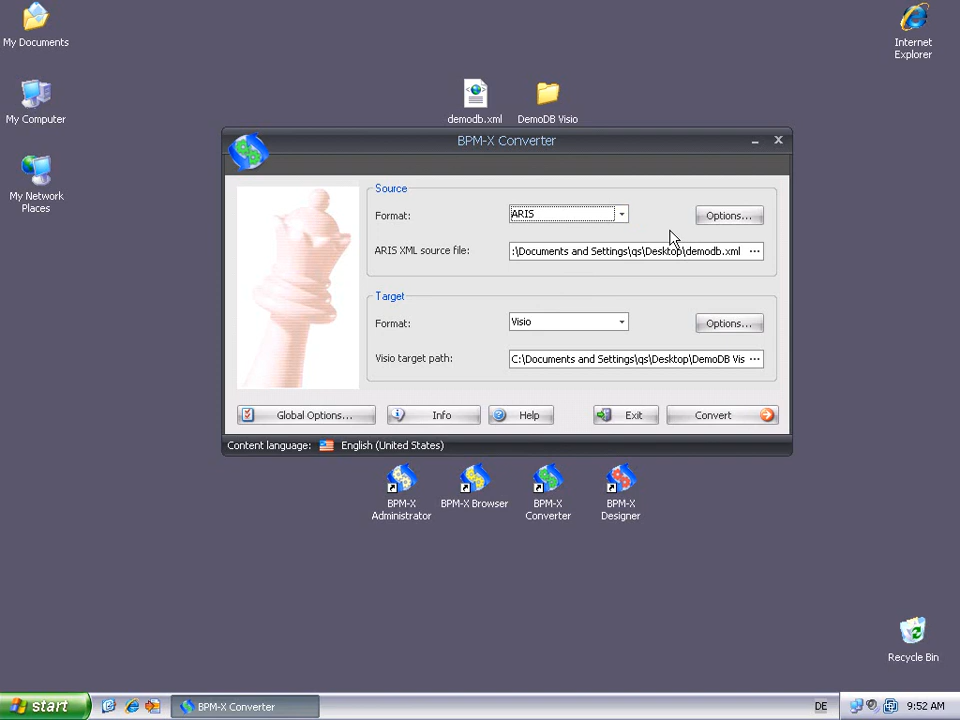 My Documents
Internet
Explorer
My Computer
demodb.xml
DemoDB Visio
BPM-X Converter
My Network
Places
Source
Format:
ARIS
Options...
ARIS XML source file:
:\Documents and Settings\qs\Desktop\demodb.xml
...
Target
Format:
Visio
Options...
Visio target path:
C:\Documents and Settings\qs\Desktop\DemoDB Vis
...
Global Options...
Info
Help
Exit
Convert
Content language:
English (United States)
BPM-X
Administrator
BPM-X Browser
BPM-X
Converter
BPM-X
Designer
Recycle Bin
start
BPM-X Converter
DE
9:52 AM